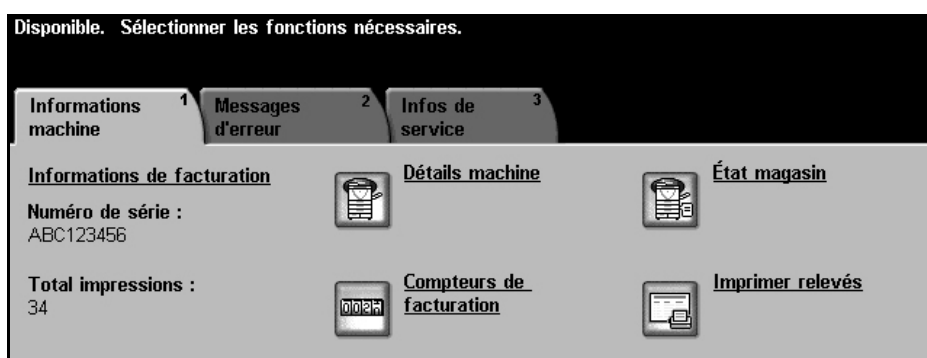 Disponible. Sélectionner les fonctions nécessaires.
Informations machine 1
Messages d'erreur 2
Infos de service 3
Informations de facturation
Numéro de série :
ABC123456
Total impressions :
34
Détails machine
Compteurs de
facturation
État magasin
Imprimer relevés